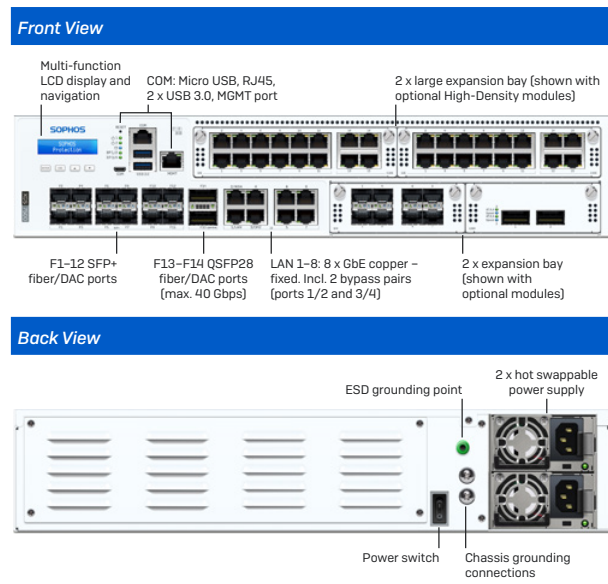 Front View
Multi-function
LCD display and
navigation
COM: Micro USB, RJ45,
2 x USB 3.0, MGMT port
2 x large expansion bay (shown with
optional High-Density modules)
SOPHOS
SOPHOS
Protection
F1–12 SFP+
fiber/DAC ports
F13–F14 QSFP28
fiber/DAC ports
(max. 40 Gbps)
LAN 1–8: 8 x GbE copper –
fixed. Incl. 2 bypass pairs
(ports 1/2 and 3/4)
2 x expansion bay
(shown with
optional modules)
Back View
ESD grounding point
2 x hot swappable
power supply
Power switch
Chassis grounding
connections